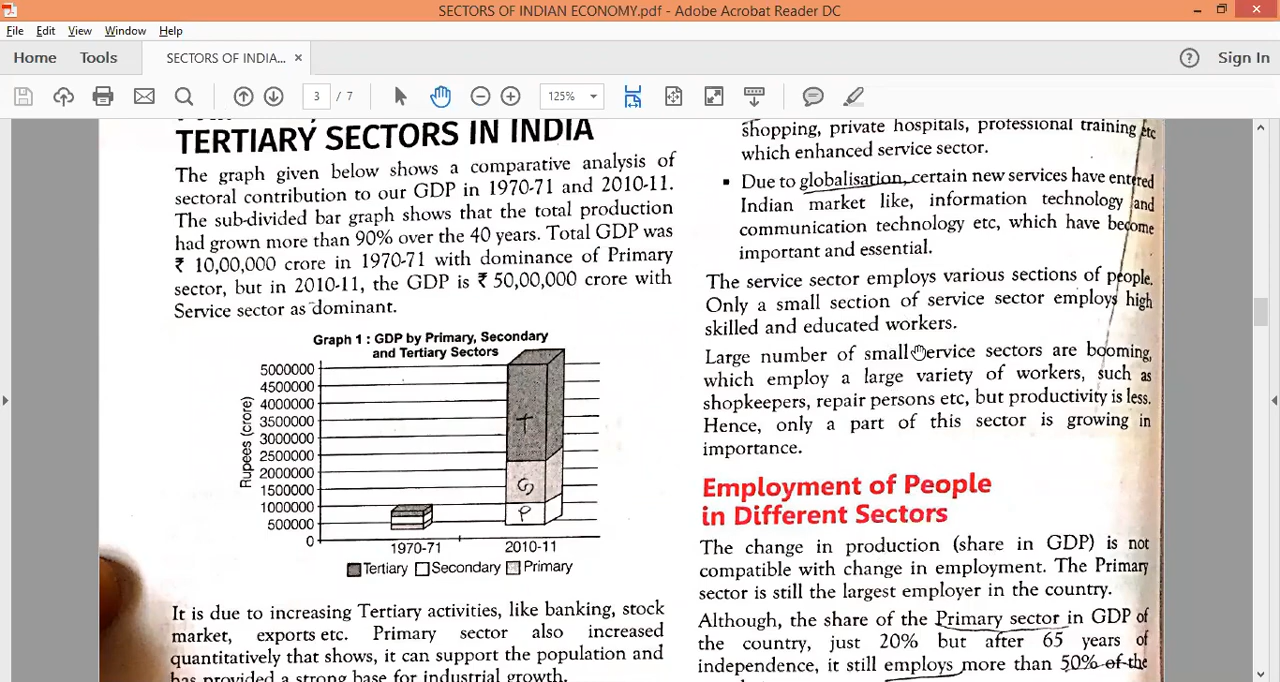 SECTORS OF INDIAN ECONOMY.pdf - Adobe Acrobat Reader DC
File Edit View Window Help
Home Tools SECTORS OF INDIA... × Sign In
3 / 7 125%
TERTIARY SECTORS IN INDIA
The graph given below shows a comparative analysis of
sectoral contribution to our GDP in 1970-71 and 2010-11.
The sub-divided bar graph shows that the total production
had grown more than 90% over the 40 years. Total GDP was
₹ 10,00,000 crore in 1970-71 with dominance of Primary
sector, but in 2010-11, the GDP is ₹ 50,00,000 crore with
Service sector as dominant.
Graph 1 : GDP by Primary, Secondary
and Tertiary Sectors
Rupees (crore)
5000000
4500000
4000000
3500000
3000000
2500000
2000000
1500000
1000000
500000
0
T
S
P
1970-71 2010-11
Tertiary Secondary Primary
It is due to increasing Tertiary activities, like banking, stock
market, exports etc. Primary sector also increased
quantitatively that shows, it can support the population and
has provided a strong base for industrial growth.
shopping, private hospitals, professional training etc
which enhanced service sector.
▪ Due to globalisation, certain new services have entered
Indian market like, information technology and
communication technology etc, which have become
important and essential.
The service sector employs various sections of people.
Only a small section of service sector employs high
skilled and educated workers.
Large number of small service sectors are booming,
which employ a large variety of workers, such as
shopkeepers, repair persons etc, but productivity is less.
Hence, only a part of this sector is growing in
importance.
Employment of People
in Different Sectors
The change in production (share in GDP) is not
compatible with change in employment. The Primary
sector is still the largest employer in the country.
Although, the share of the Primary sector in GDP of
the country, just 20% but after 65 years of
independence, it still employs more than 50% of the